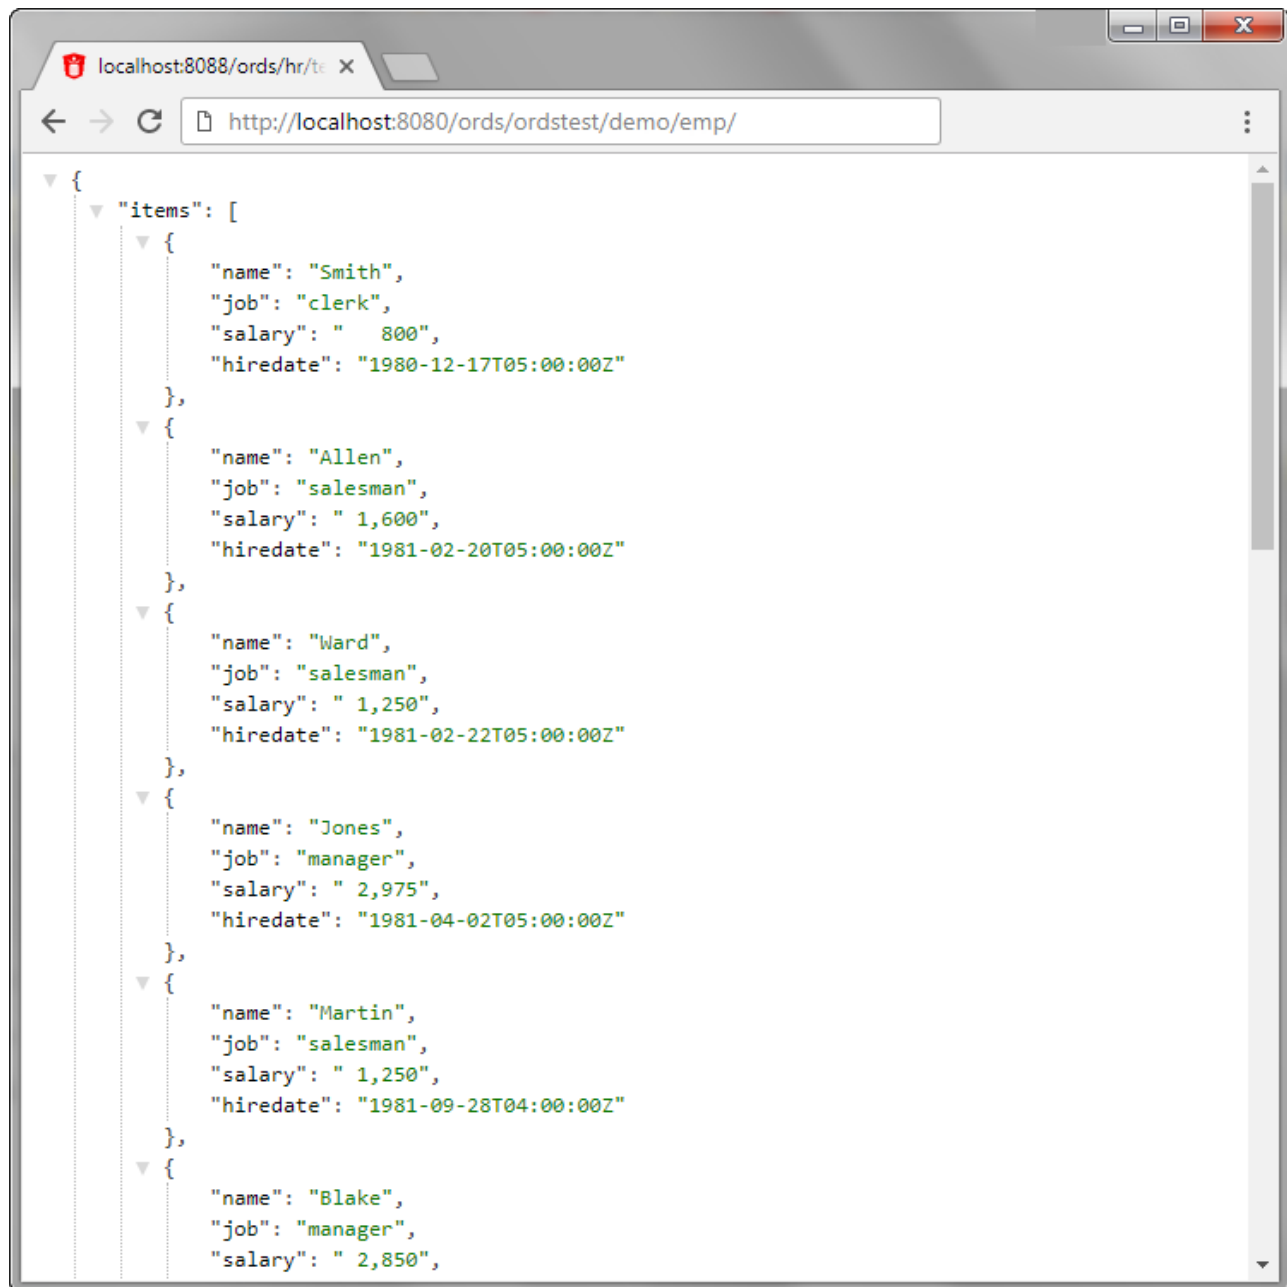 localhost:8088/ords/hr/te
http://localhost:8080/ords/ordstest/demo/emp/
{
"items": [
{
"name": "Smith",
"job": "clerk",
"salary": "   800",
"hiredate": "1980-12-17T05:00:00Z"
},
{
"name": "Allen",
"job": "salesman",
"salary": " 1,600",
"hiredate": "1981-02-20T05:00:00Z"
},
{
"name": "Ward",
"job": "salesman",
"salary": " 1,250",
"hiredate": "1981-02-22T05:00:00Z"
},
{
"name": "Jones",
"job": "manager",
"salary": " 2,975",
"hiredate": "1981-04-02T05:00:00Z"
},
{
"name": "Martin",
"job": "salesman",
"salary": " 1,250",
"hiredate": "1981-09-28T04:00:00Z"
},
{
"name": "Blake",
"job": "manager",
"salary": " 2,850",